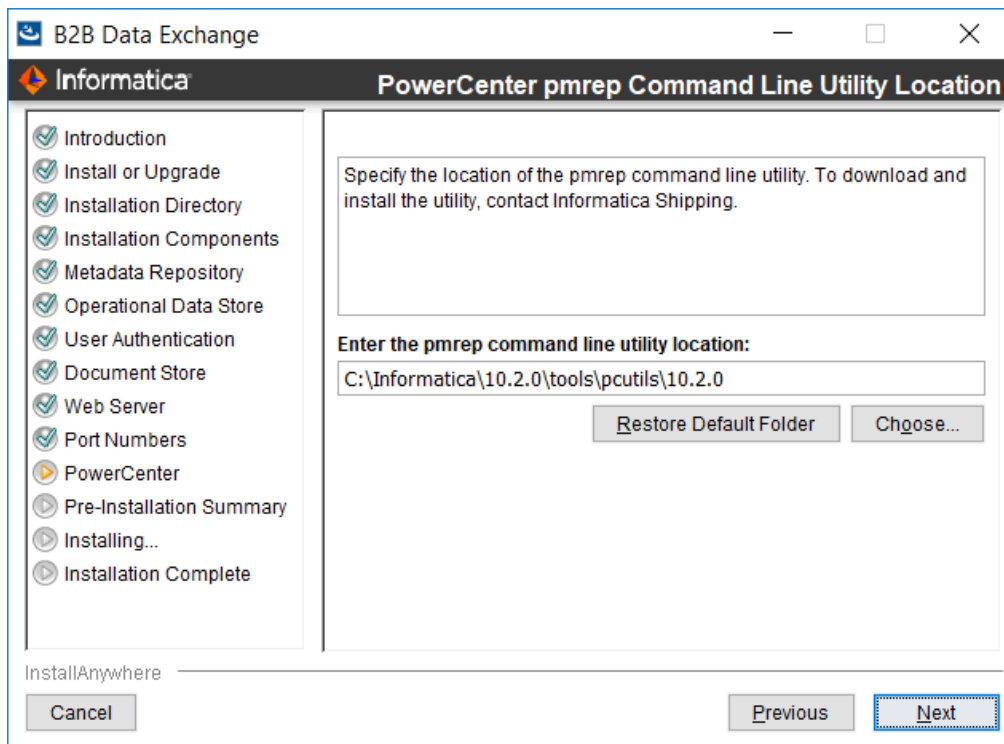 B2B Data Exchange
Informatica
PowerCenter pmrep Command Line Utility Location
Introduction
Install or Upgrade
Installation Directory
Installation Components
Metadata Repository
Operational Data Store
User Authentication
Document Store
Web Server
Port Numbers
PowerCenter
Pre-Installation Summary
Installing...
Installation Complete
Specify the location of the pmrep command line utility. To download and
install the utility, contact Informatica Shipping.
Enter the pmrep command line utility location:
C:\Informatica\10.2.0\tools\pcutils\10.2.0
Restore Default Folder
Choose...
InstallAnywhere
Cancel
Previous
Next